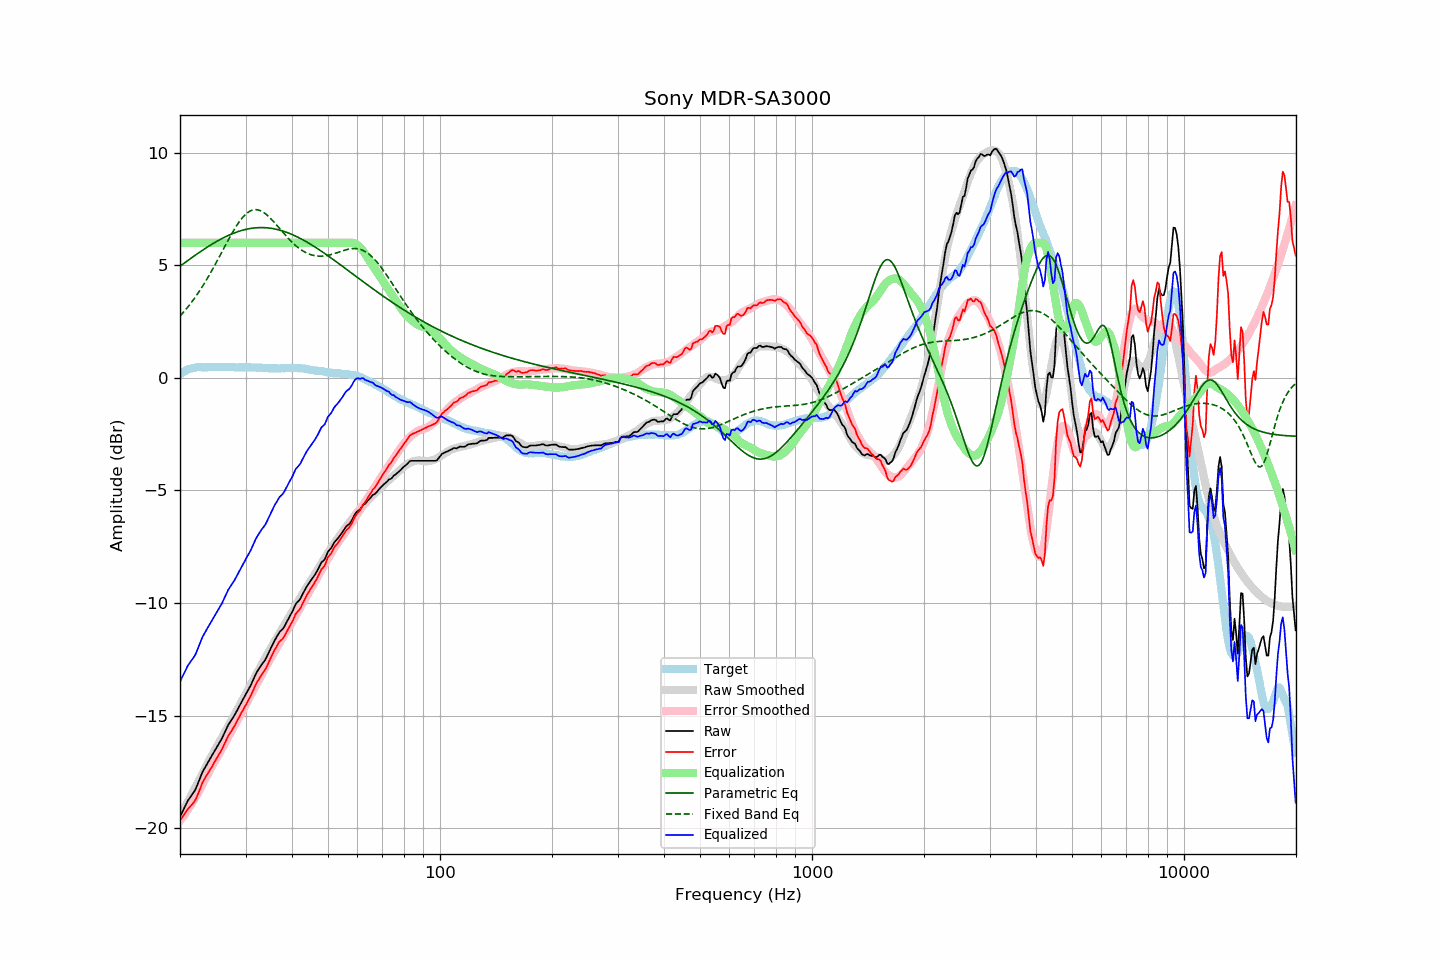 Sony MDR-SA3000
Amplitude (dBr)
10
5
0
−5
−10
−15
−20
Target
Raw Smoothed
Error Smoothed
Raw
Error
Equalization
Parametric Eq
Fixed Band Eq
Equalized
100
1000
10000
Frequency (Hz)